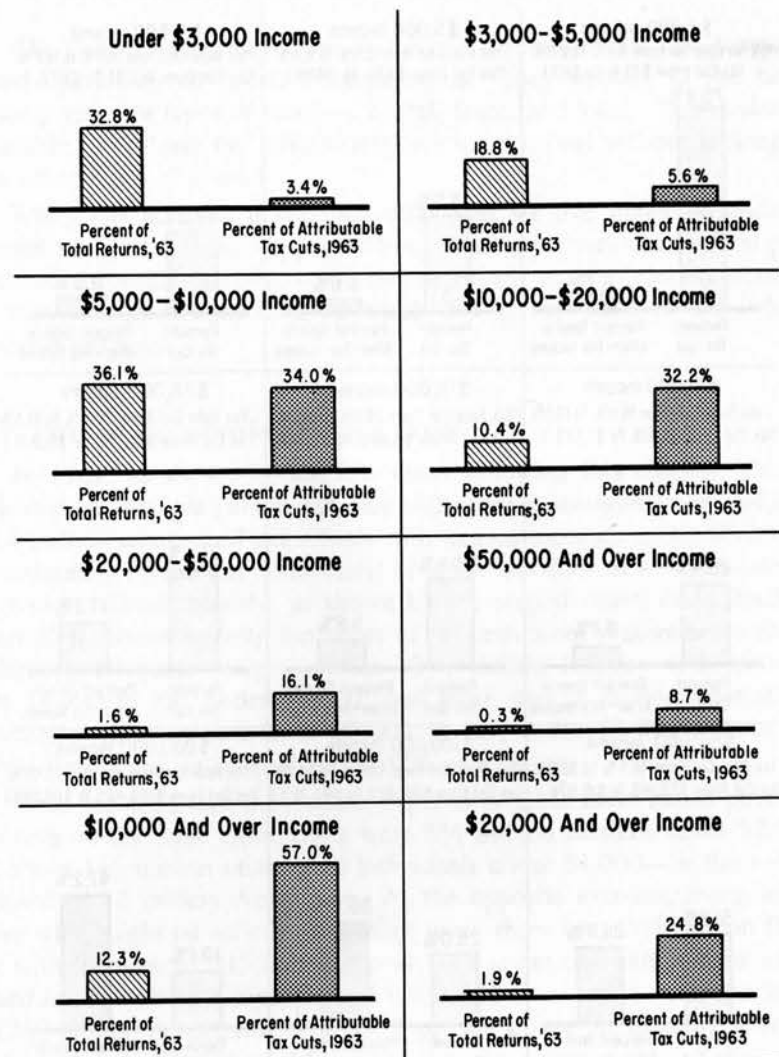 Under $3,000 Income
32.8%
3.4%
Percent of
Total Returns,'63
Percent of Attributable
Tax Cuts, 1963
$3,000-$5,000 Income
18.8%
5.6%
Percent of
Total Returns,'63
Percent of Attributable
Tax Cuts, 1963
$5,000-$10,000 Income
36.1%
34.0%
Percent of
Total Returns,'63
Percent of Attributable
Tax Cuts, 1963
$10,000-$20,000 Income
10.4%
32.2%
Percent of
Total Returns,'63
Percent of Attributable
Tax Cuts, 1963
$20,000-$50,000 Income
1.6%
16.1%
Percent of
Total Returns,'63
Percent of Attributable
Tax Cuts, 1963
$50,000 And Over Income
0.3%
8.7%
Percent of
Total Returns,'63
Percent of Attributable
Tax Cuts, 1963
$10,000 And Over Income
12.3%
57.0%
Percent of
Total Returns,'63
Percent of Attributable
Tax Cuts, 1963
$20,000 And Over Income
1.9%
24.8%
Percent of
Total Returns,'63
Percent of Attributable
Tax Cuts, 1963